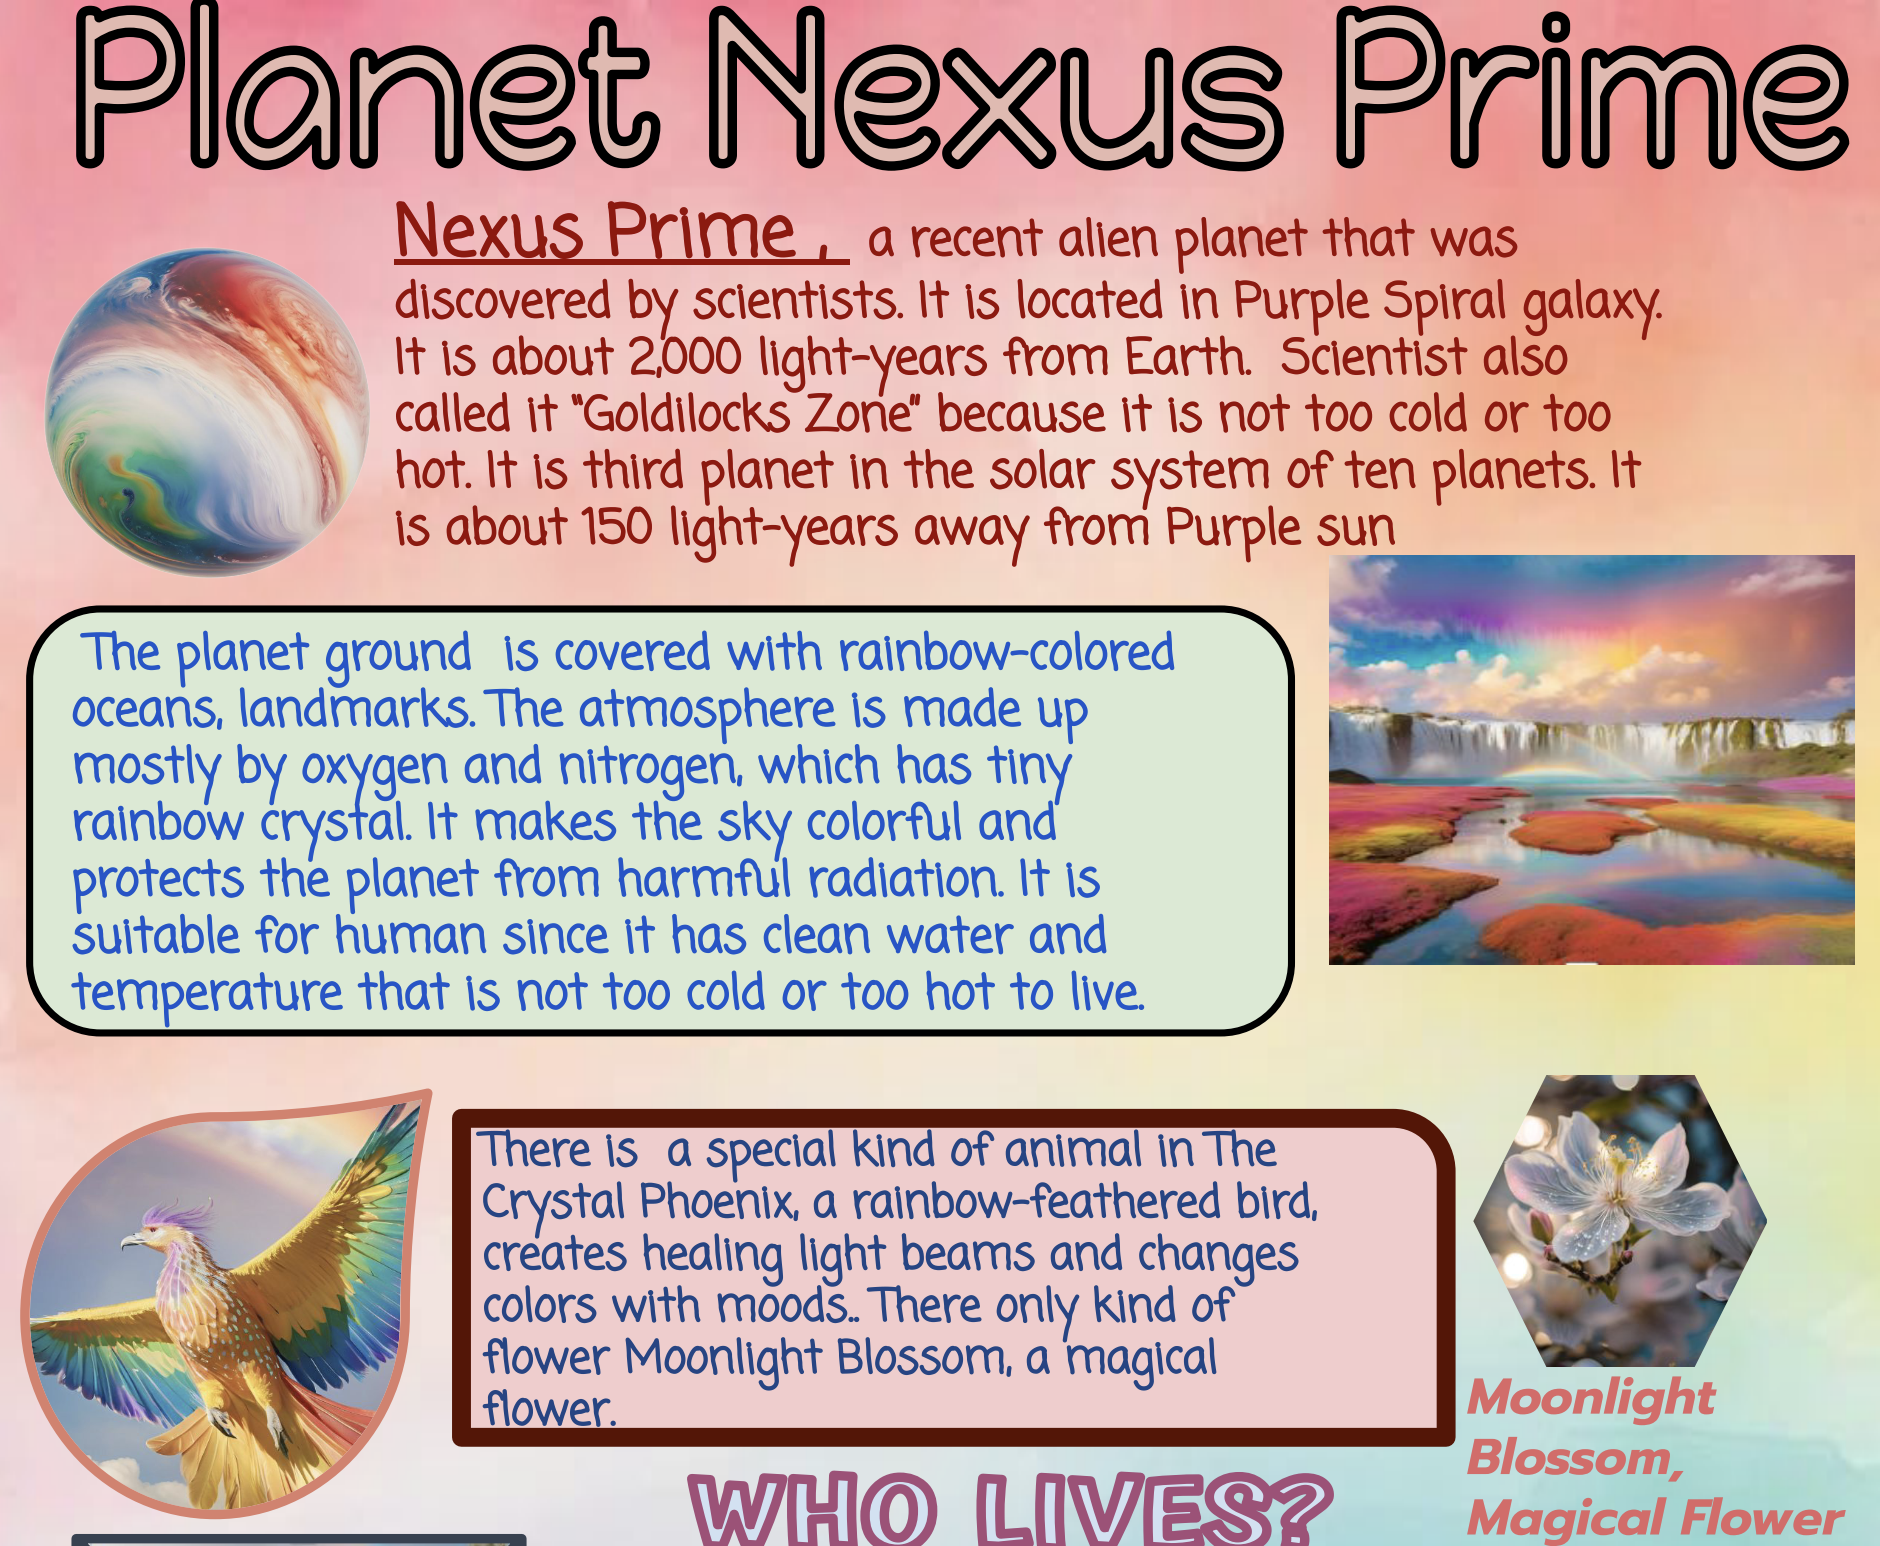 Planet Nexus Prime
Nexus Prime , a recent alien planet that was
discovered by scientists. It is located in Purple Spiral galaxy.
It is about 2,000 light-years from Earth. Scientist also
called it "Goldilocks Zone" because it is not too cold or too
hot. It is third planet in the solar system of ten planets. It
is about 150 light-years away from Purple sun
The planet ground is covered with rainbow-colored
oceans, landmarks. The atmosphere is made up
mostly by oxygen and nitrogen, which has tiny
rainbow crystal. It makes the sky colorful and
protects the planet from harmful radiation. It is
suitable for human since it has clean water and
temperature that is not too cold or too hot to live.
There is a special kind of animal in The
Crystal Phoenix, a rainbow-feathered bird,
creates healing light beams and changes
colors with moods.. There only kind of
flower Moonlight Blossom, a magical
flower.
Moonlight
Blossom,
Magical Flower
WHO LIVES?